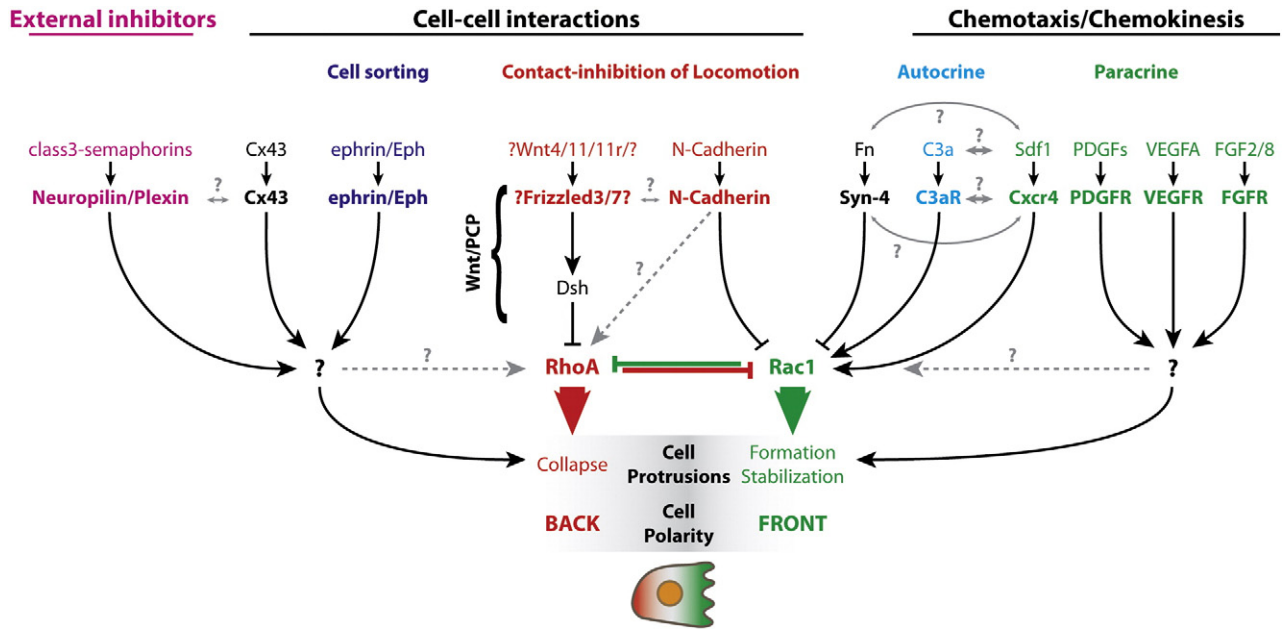 External inhibitors
Cell-cell interactions
Chemotaxis/Chemokinesis
Cell sorting
Contact-inhibition of Locomotion
Autocrine
Paracrine
?
class3-semaphorins
Cx43
ephrin/Eph
?Wnt4/11/11r/?
N-Cadherin
Fn
C3a
?
Sdf1
PDGFs
VEGFA
FGF2/8
Neuropilin/Plexin
?
Cx43
ephrin/Eph
?Frizzled3/7?
?
N-Cadherin
Syn-4
C3aR
?
Cxcr4
PDGFR
VEGFR
FGFR
Wnt/PCP
?
?
Dsh
?
?
RhoA
Rac1
?
?
Collapse
Cell
Protrusions
Formation
Stabilization
BACK
Cell
Polarity
FRONT